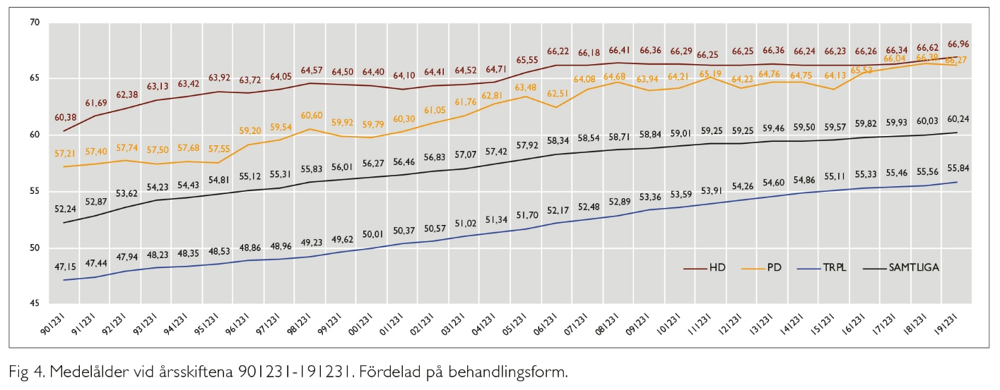 70
65
60
55
50
45
60,38 61,69 62,38 63,13 63,42 63,92 63,72 64,05 64,57 64,50 64,40 64,10 64,41 64,52 64,71 65,55 66,22 66,18 66,41 66,36 66,29 66,25 66,25 66,36 66,24 66,23 66,26 66,34 66,62 66,96
57,21 57,40 57,74 57,50 57,68 57,55 59,20 59,54 60,60 59,92 59,79 60,30 61,05 61,76 62,81 63,48 62,51 64,08 64,68 63,94 64,21 65,19 64,23 64,76 64,75 64,13 65,53 66,04 66,38 66,27
52,24 52,87 53,62 54,23 54,43 54,81 55,12 55,31 55,83 56,01 56,27 56,46 56,83 57,07 57,42 57,92 58,34 58,54 58,71 58,84 59,01 59,25 59,25 59,46 59,50 59,57 59,82 59,93 60,03 60,24
47,15 47,44 47,94 48,23 48,35 48,53 48,86 48,96 49,23 49,62 50,01 50,37 50,57 51,02 51,34 51,70 52,17 52,48 52,89 53,36 53,59 53,91 54,26 54,60 54,86 55,11 55,33 55,46 55,56 55,84
HD PD TRPL SAMTLIGA
901231 911231 921231 931231 941231 951231 961231 971231 981231 991231 001231 011231 021231 031231 041231 051231 061231 071231 081231 091231 101231 111231 121231 131231 141231 151231 161231 171231 181231 191231
Fig 4. Medelålder vid årsskiftena 901231-191231. Fördelad på behandlingsform.